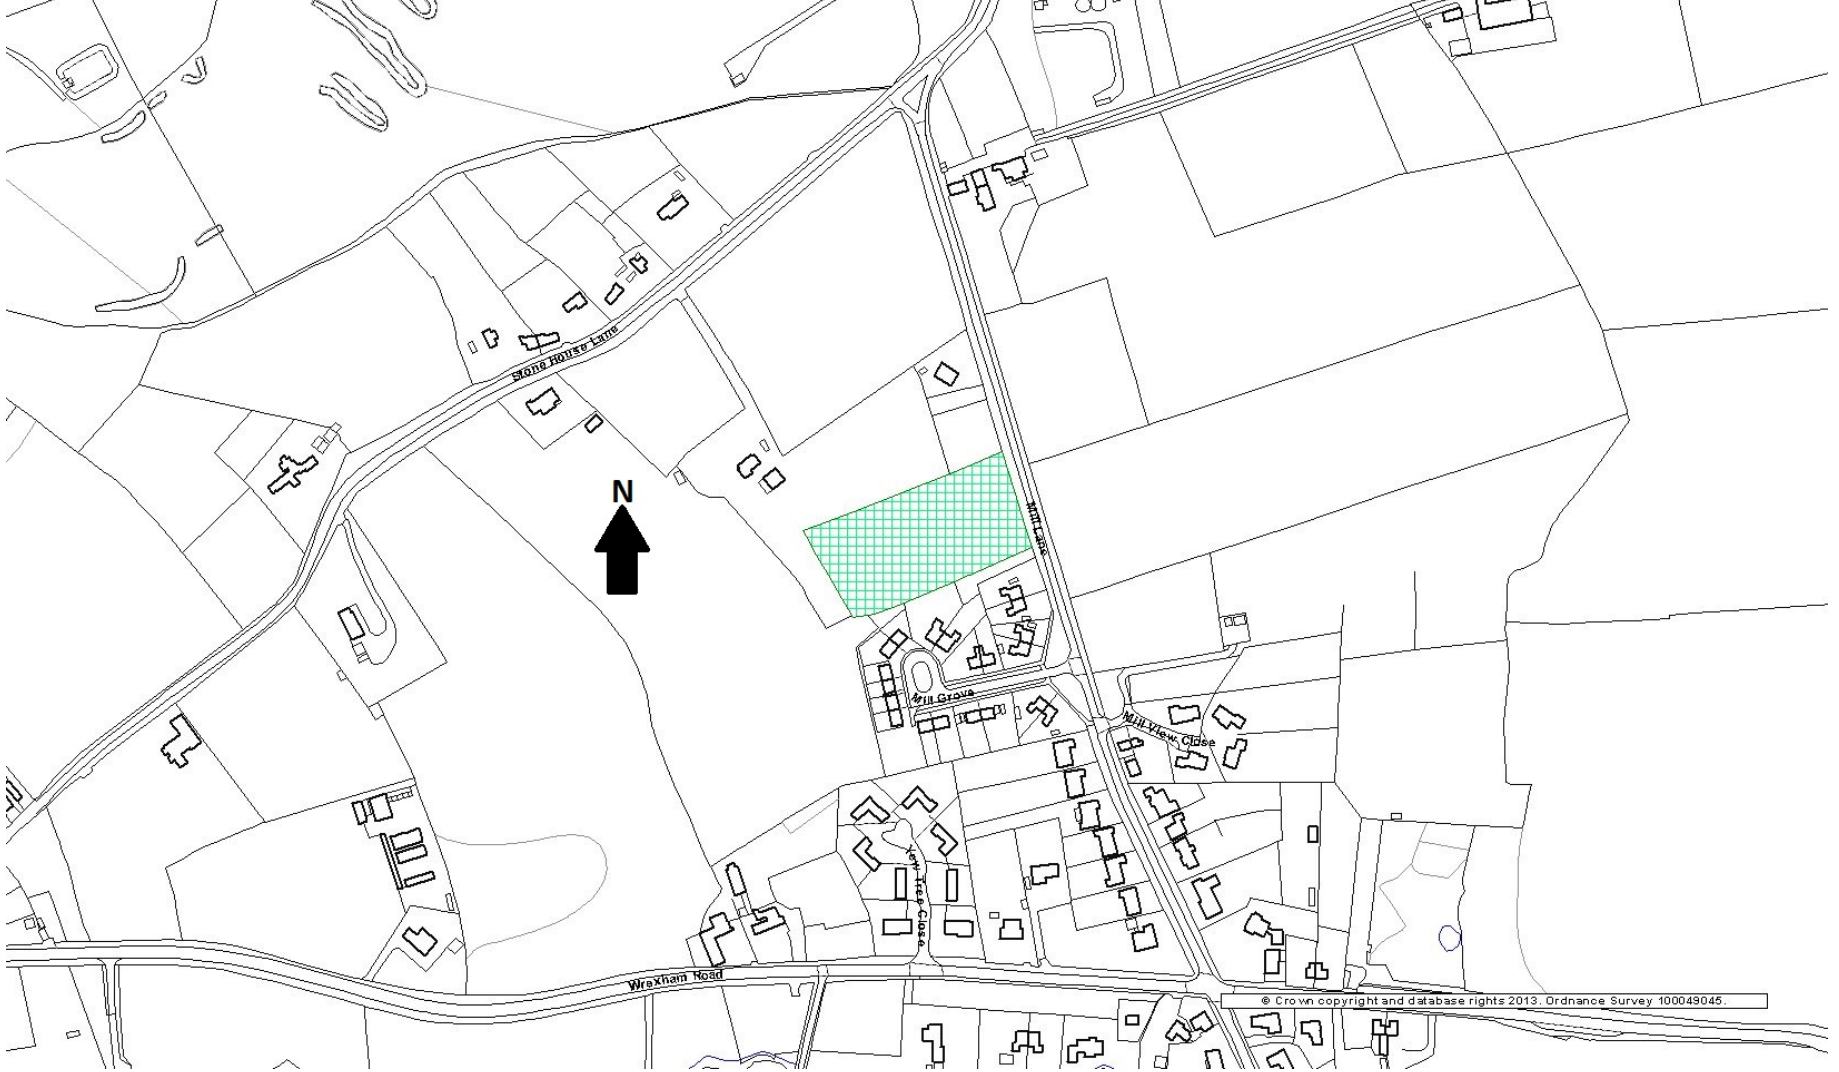 Stone House Lane
N
Mill Lane
Mill Grove
Mill View Close
Yew Tree Close
Wrexham Road
© Crown copyright and database rights 2013. Ordnance Survey 100049045.